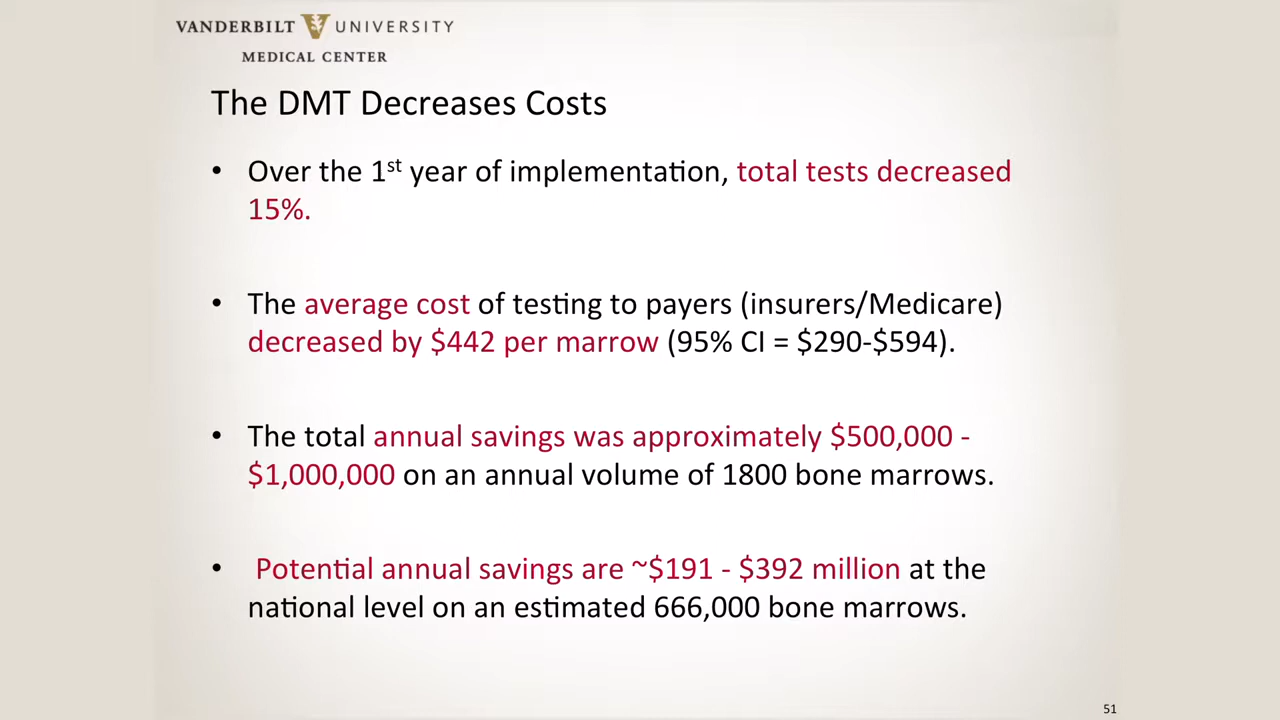 VANDERBILT UNIVERSITY
MEDICAL CENTER
The DMT Decreases Costs
• Over the 1st year of implementation, total tests decreased
15%.
• The average cost of testing to payers (insurers/Medicare)
decreased by $442 per marrow (95% CI = $290-$594).
• The total annual savings was approximately $500,000 -
$1,000,000 on an annual volume of 1800 bone marrows.
• Potential annual savings are ~$191 - $392 million at the
national level on an estimated 666,000 bone marrows.
51